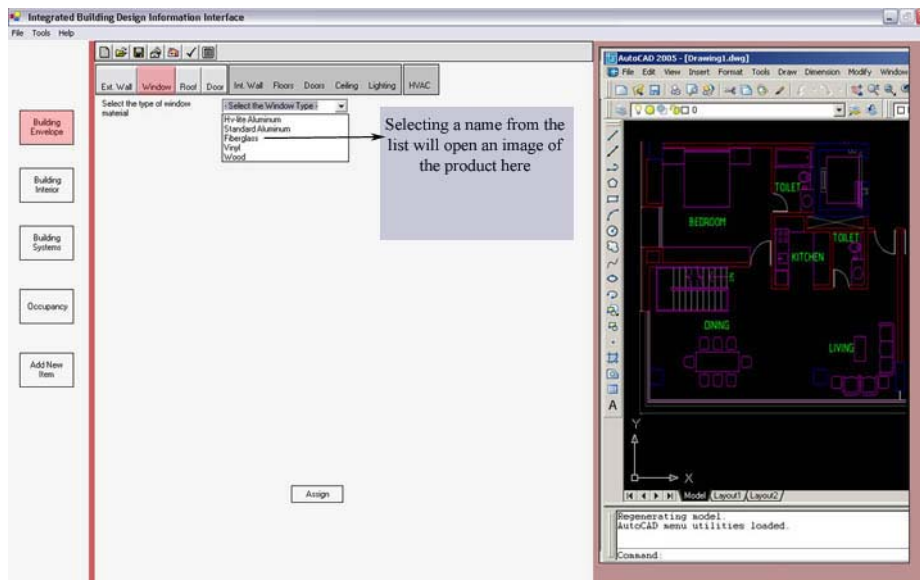 Integrated Building Design Information Interface
File Tools Help
Ext. Wall Window Roof Door Int. Wall Floors Doors Ceiling Lighting HVAC
Select the type of window
material
- Select the Window Type -
Hy-lite Aluminum
Standard Aluminum
Fiberglass
Vinyl
Wood
Selecting a name from the
list will open an image of
the product here
Building
Envelope
Building
Interior
Building
Systems
Occupancy
Add New
Item
Assign
AutoCAD 2005 - [Drawing1.dwg]
File Edit View Insert Format Tools Draw Dimension Modify Window
0
TOILET
BEDROOM
TOILET
KITCHEN
DINING
LIVING
A
Y
X
Model Layout1 Layout2
Regenerating model.
AutoCAD menu utilities loaded.
Command: